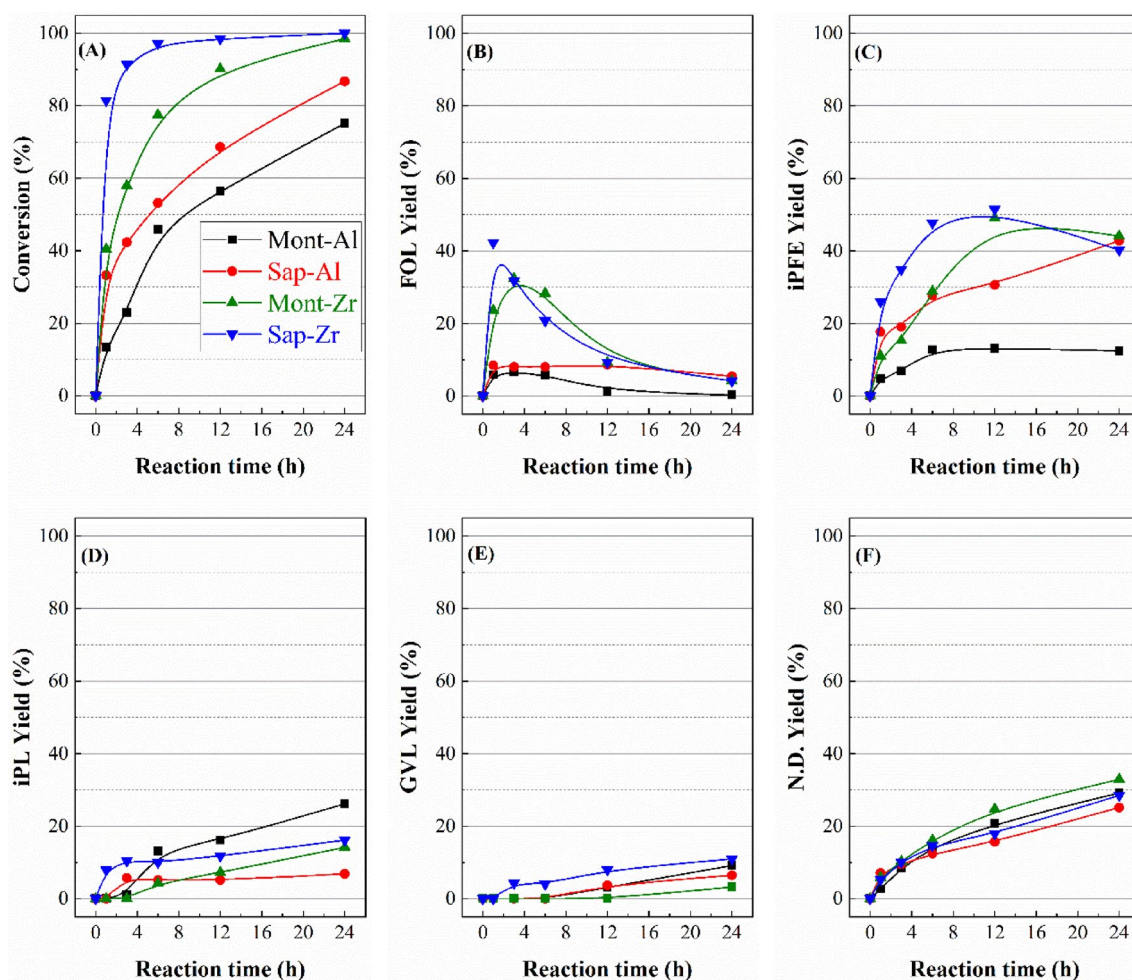 (A)
Conversion (%)
100
80
60
40
20
0
Mont-Al
Sap-Al
Mont-Zr
Sap-Zr
0 4 8 12 16 20 24
Reaction time (h)
(B)
FOL Yield (%)
100
80
60
40
20
0
0 4 8 12 16 20 24
Reaction time (h)
(C)
iPFE Yield (%)
100
80
60
40
20
0
0 4 8 12 16 20 24
Reaction time (h)
(D)
iPL Yield (%)
100
80
60
40
20
0
0 4 8 12 16 20 24
Reaction time (h)
(E)
GVL Yield (%)
100
80
60
40
20
0
0 4 8 12 16 20 24
Reaction time (h)
(F)
N.D. Yield (%)
100
80
60
40
20
0
0 4 8 12 16 20 24
Reaction time (h)